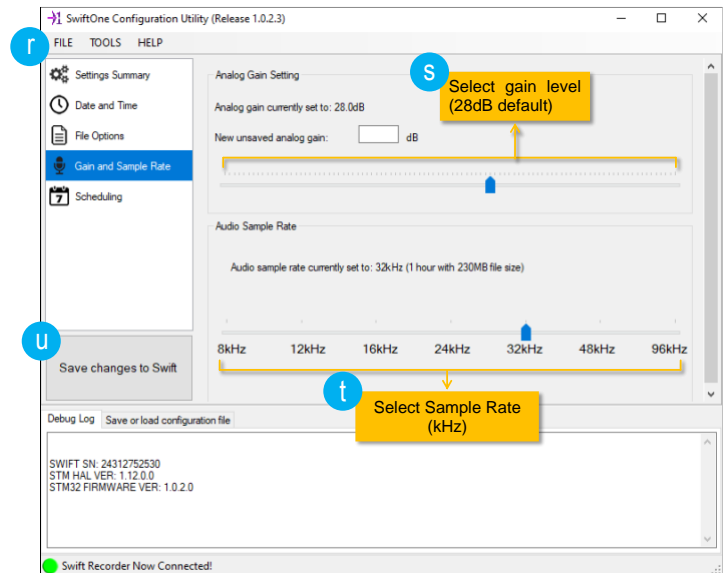 SwiftOne Configuration Utility (Release 1.0.2.3)
r
FILE TOOLS HELP
Settings Summary
Date and Time
File Options
Gain and Sample Rate
7
Scheduling
u
Save changes to Swift
Analog Gain Setting
s
Select gain level
(28dB default)
Analog gain currently set to: 28.0dB
New unsaved analog gain: dB
Audio Sample Rate
Audio sample rate currently set to: 32kHz (1 hour with 230MB file size)
8kHz 12kHz 16kHz 24kHz 32kHz 48kHz 96kHz
t
Select Sample Rate
(kHz)
Debug Log Save or load configuration file
SWIFT SN: 24312752530
STM HAL VER: 1.12.0.0
STM32 FIRMWARE VER: 1.0.2.0
Swift Recorder Now Connected!